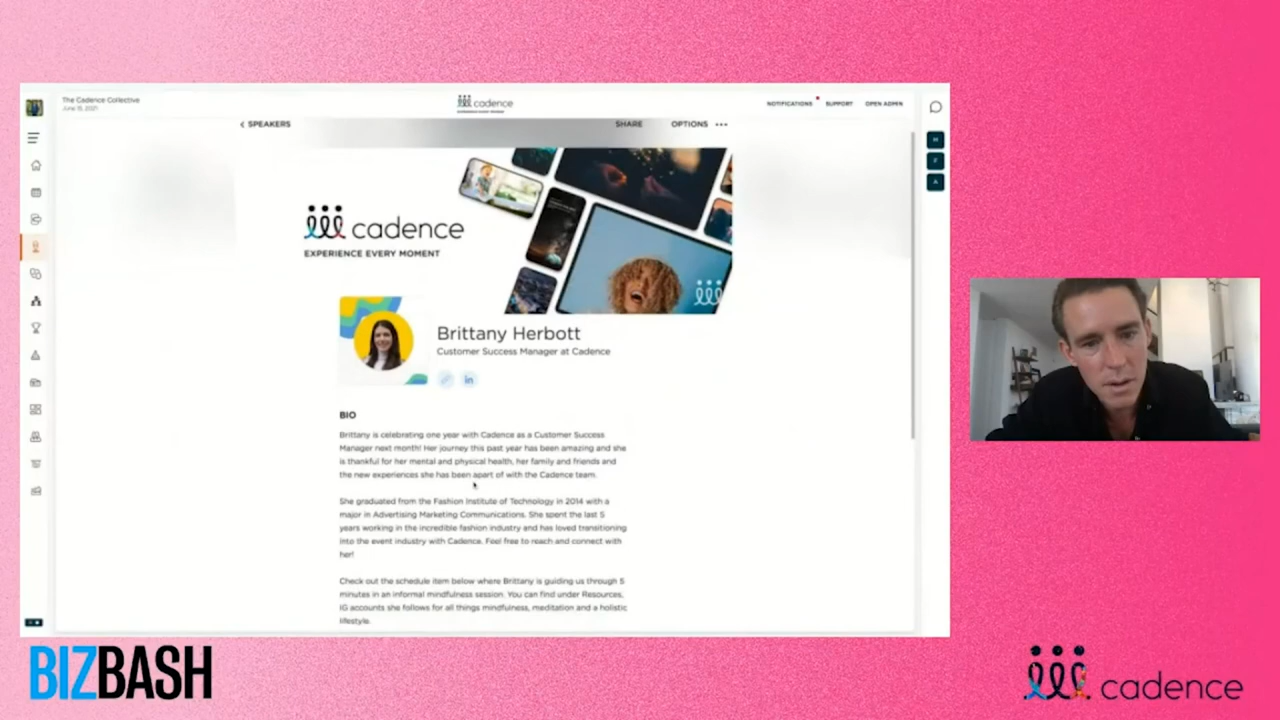 The Cadence Collective
June 15, 2021
cadence
NOTIFICATIONS
SUPPORT
OPEN ADMIN
SPEAKERS
SHARE
OPTIONS
cadence
EXPERIENCE EVERY MOMENT
Brittany Herbott
Customer Success Manager at Cadence
in
BIO
Brittany is celebrating one year with Cadence as a Customer Success
Manager next month! Her journey this past year has been amazing and she
is thankful for her mental and physical health, her family and friends and
the new experiences she has been apart of with the Cadence team.
She graduated from the Fashion Institute of Technology in 2014 with a
major in Advertising Marketing Communications. She spent the last 5
years working in the incredible fashion industry and has loved transitioning
into the event industry with Cadence. Feel free to reach and connect with
her!
Check out the schedule item below where Brittany is guiding us through 5
minutes in an informal mindfulness session. You can find under Resources,
IG accounts she follows for all things mindfulness, meditation and a holistic
lifestyle.
BIZBASH
cadence